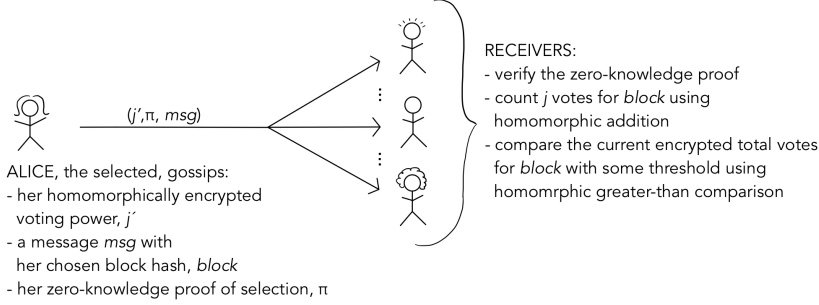 (j′,π, msg)
ALICE, the selected, gossips:
- her homomorphically encrypted
voting power, j´
- a message msg with
her chosen block hash, block
- her zero-knowledge proof of selection, π
RECEIVERS:
- verify the zero-knowledge proof
- count j votes for block using
homomorphic addition
- compare the current encrypted total votes
for block with some threshold using
homomrphic greater-than comparison